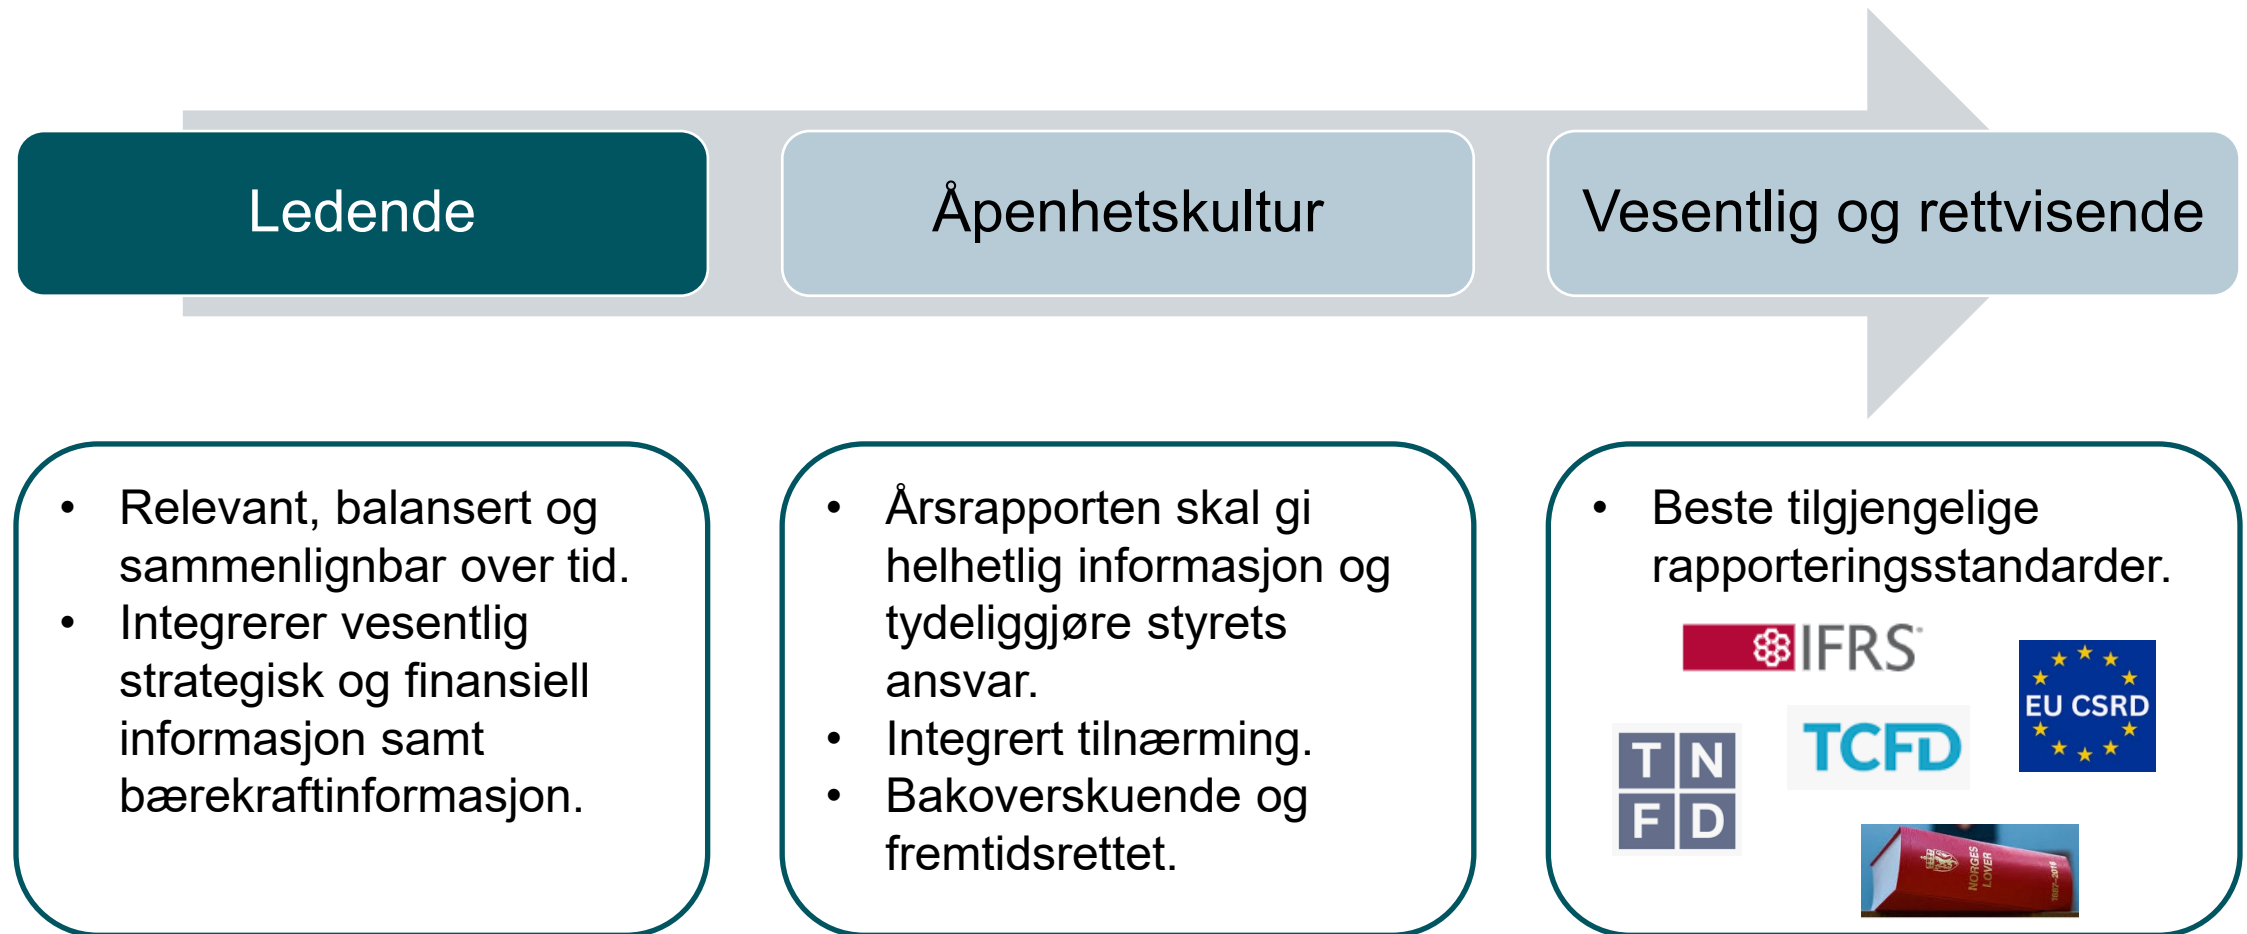 Ledende
Åpenhetskultur
Vesentlig og rettvisende
• Relevant, balansert og
sammenlignbar over tid.
• Integrerer vesentlig
strategisk og finansiell
informasjon samt
bærekraftinformasjon.
• Årsrapporten skal gi
helhetlig informasjon og
tydeliggjøre styrets
ansvar.
• Integrert tilnærming.
• Bakoverskuende og
fremtidsrettet.
• Beste tilgjengelige
rapporteringsstandarder.
IFRS
EU CSRD
TN
FD
TCFD
NORGES
LOVER